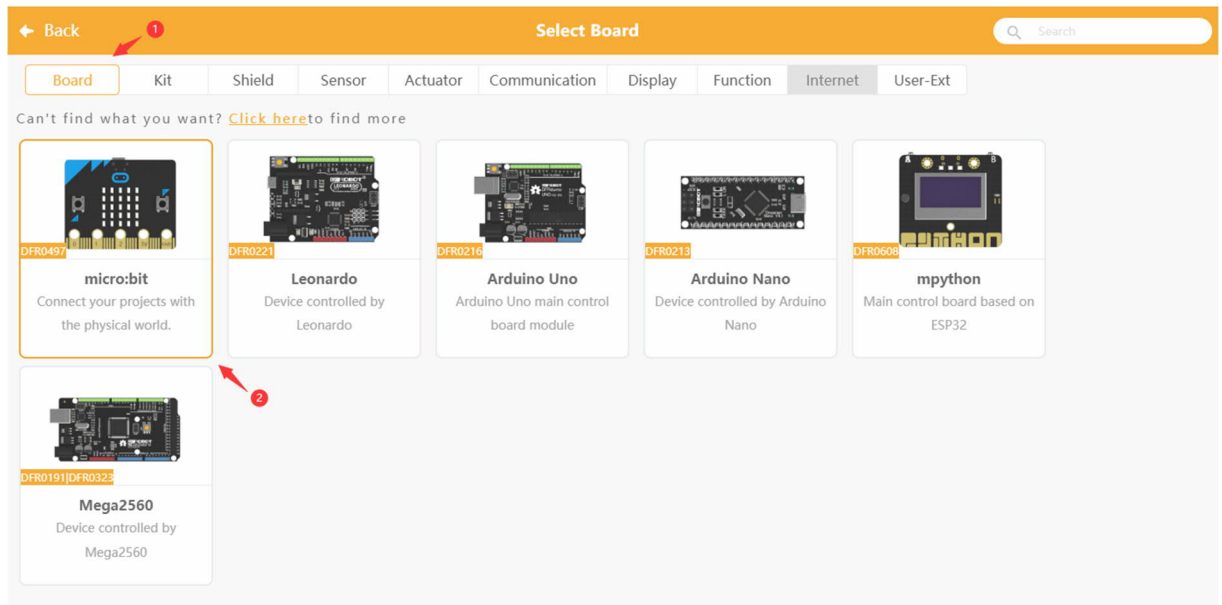 Back
1
Select Board
Search
Board
Kit
Shield
Sensor
Actuator
Communication
Display
Function
Internet
User-Ext
Can't find what you want? Click hereto find more
DFR0497
micro:bit
Connect your projects with
the physical world.
DFR0221
Leonardo
Device controlled by
Leonardo
DFR0216
Arduino Uno
Arduino Uno main control
board module
DFR0213
Arduino Nano
Device controlled by Arduino
Nano
A
B
DFR0608
mpython
Main control board based on
ESP32
2
DFR0191|DFR0323
Mega2560
Device controlled by
Mega2560